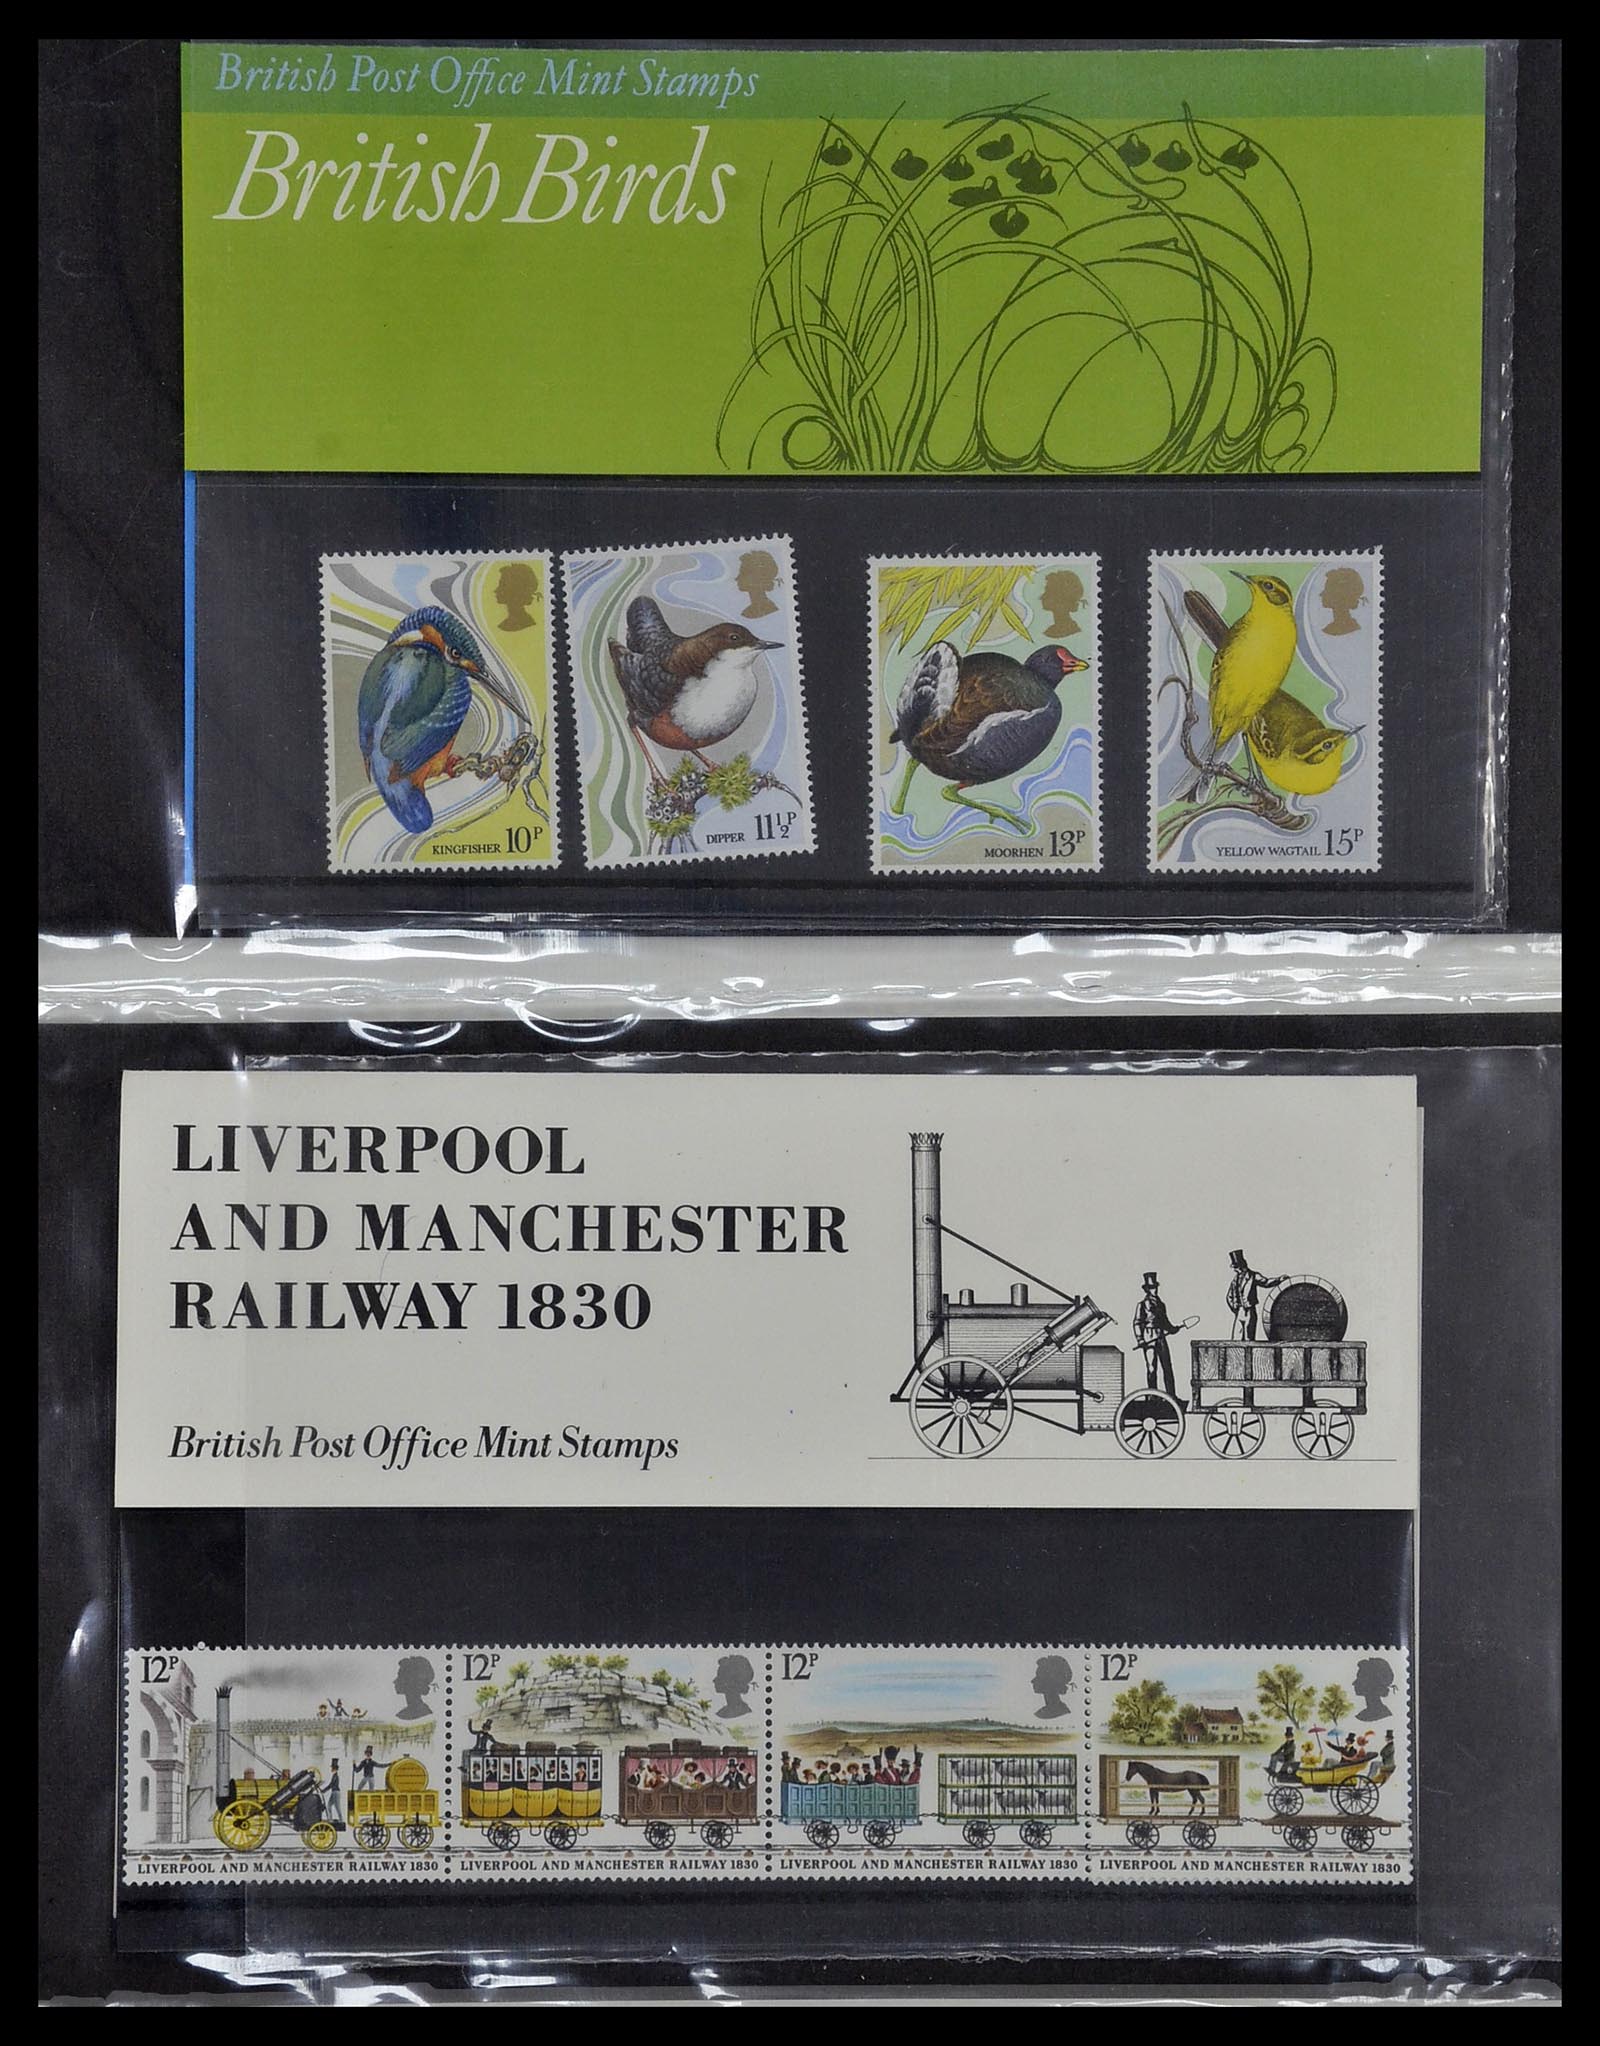 British Post Office Mint Stamps
British Birds
KINGFISHER 10P
DIPPER 11½P
MOORHEN 13P
YELLOW WAGTAIL 15P
LIVERPOOL
AND MANCHESTER
RAILWAY 1830
British Post Office Mint Stamps
12P
LIVERPOOL AND MANCHESTER RAILWAY 1830
12P
LIVERPOOL AND MANCHESTER RAILWAY 1830
12P
LIVERPOOL AND MANCHESTER RAILWAY 1830
12P
LIVERPOOL AND MANCHESTER RAILWAY 1830